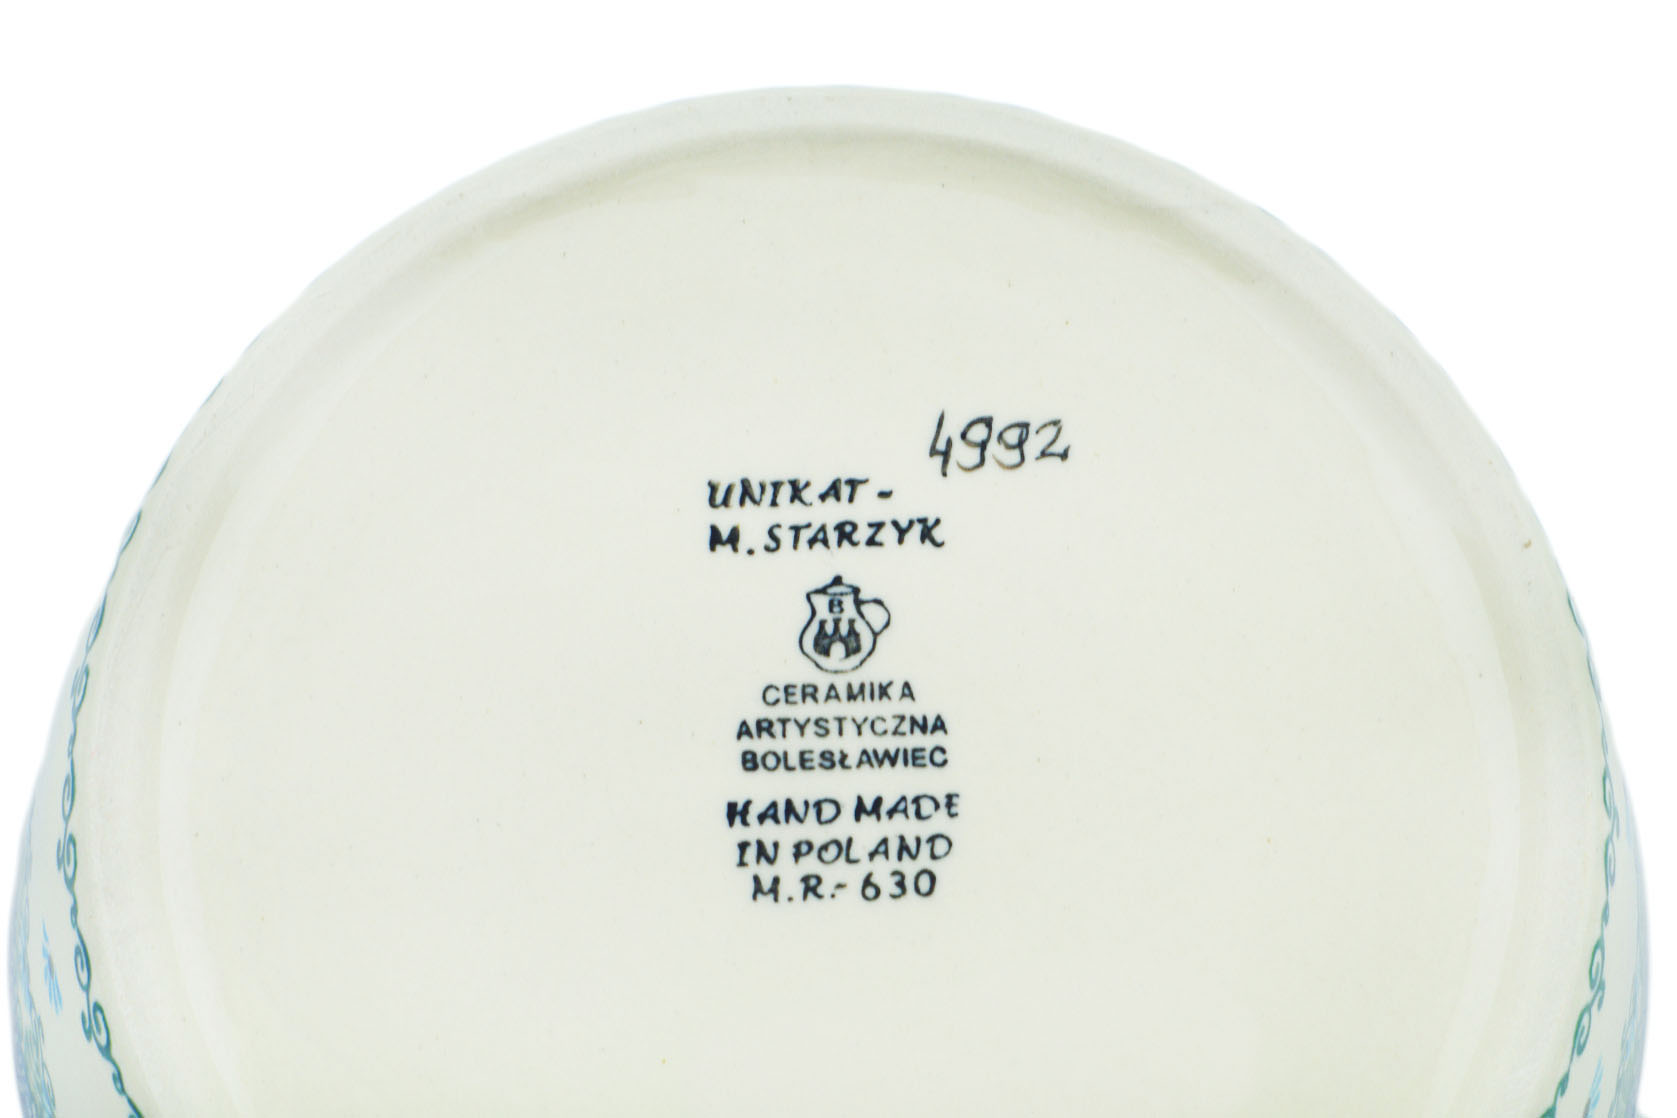 4992
UNIKAT -
M. STARZYK
B
CERAMIKA
ARTYSTYCZNA
BOLESŁAWIEC
HAND MADE
IN POLAND
M.R.- 630